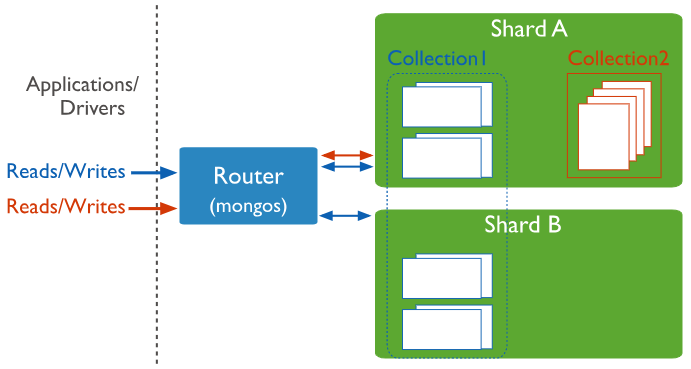 Shard A
Collection1
Collection2
Applications/
Drivers
Reads/Writes
Reads/Writes
Router
(mongos)
Shard B